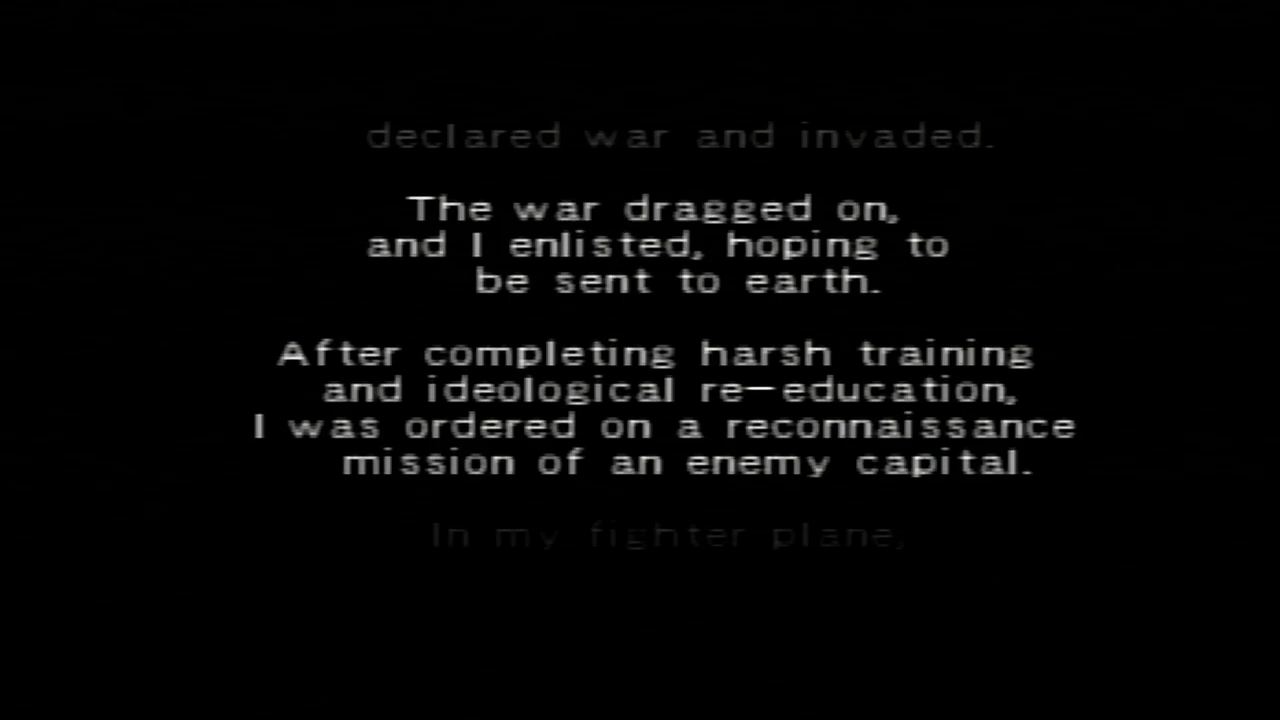 declared war and invaded.
The war dragged on,
and I enlisted, hoping to
be sent to earth.
After completing harsh training
and ideological re-education,
I was ordered on a reconnaissance
mission of an enemy capital.
In my fighter plane,